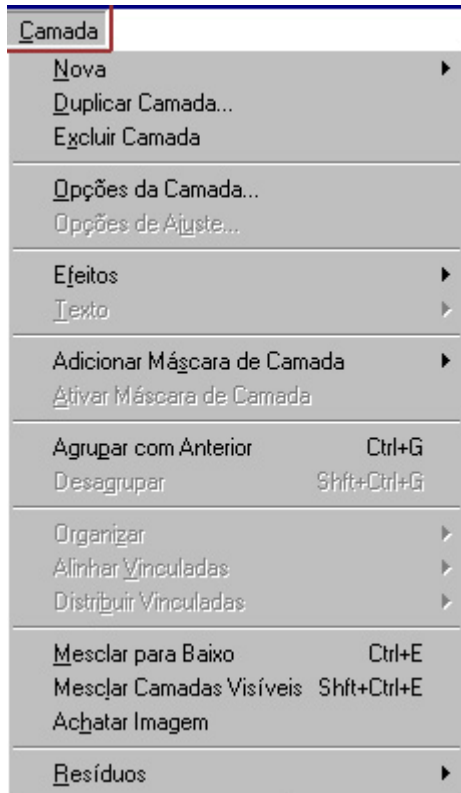 Camada
Nova
Duplicar Camada...
Excluir Camada
Opções da Camada...
Opções de Ajuste...
Efeitos
Texto
Adicionar Máscara de Camada
Ativar Máscara de Camada
Agrupar com Anterior Ctrl+G
Desagrupar Shft+Ctrl+G
Organizar
Alinhar Vinculadas
Distribuir Vinculadas
Mesclar para Baixo Ctrl+E
Mesclar Camadas Visíveis Shft+Ctrl+E
Achatar Imagem
Resíduos